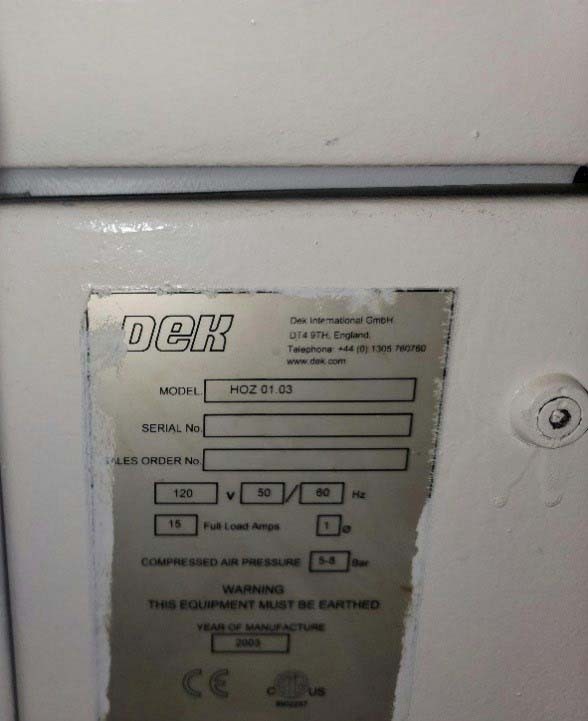 DEK
Dek International GmbH.
DT4 9TH, England.
Telephone: +44 (0) 1305 760760
www.dek.com
MODEL. HOZ 01.03
SERIAL No.
ALES ORDER No.
120 V 50 / 60 Hz
15 Full Load Amps 1 ø
COMPRESSED AIR PRESSURE 5-8 Bar
WARNING
THIS EQUIPMENT MUST BE EARTHED
YEAR OF MANUFACTURE
2003
CE C US